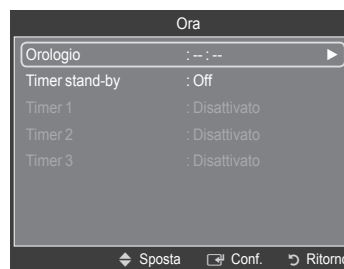 Ora
Orologio : -- : --
Timer stand-by : Off
Timer 1 : Disattivato
Timer 2 : Disattivato
Timer 3 : Disattivato
Sposta Conf. Ritorno